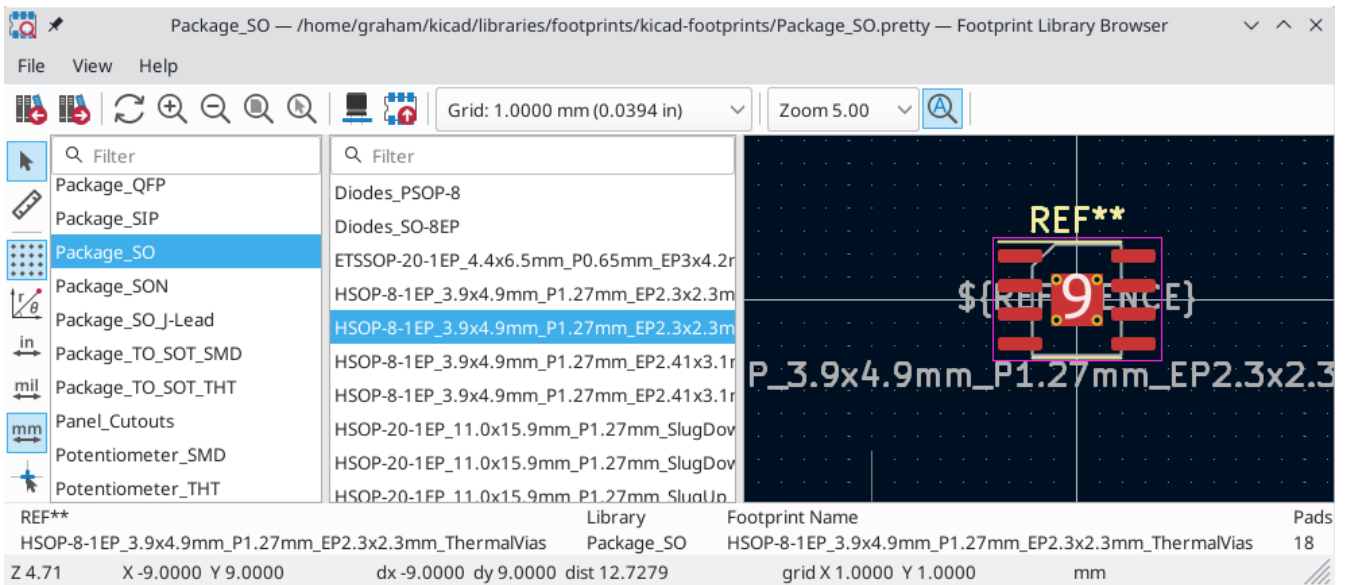 Package_SO — /home/graham/kicad/libraries/footprints/kicad-footprints/Package_SO.pretty — Footprint Library Browser
File View Help
Grid: 1.0000 mm (0.0394 in) Zoom 5.00
Filter
Package_QFP
Package_SIP
Package_SO
Package_SON
Package_SO_J-Lead
Package_TO_SOT_SMD
Package_TO_SOT_THT
Panel_Cutouts
Potentiometer_SMD
Potentiometer_THT
r/θ
in
mil
mm
Filter
Diodes_PSOP-8
Diodes_SO-8EP
ETSSOP-20-1EP_4.4x6.5mm_P0.65mm_EP3x4.2r
HSOP-8-1EP_3.9x4.9mm_P1.27mm_EP2.3x2.3m
HSOP-8-1EP_3.9x4.9mm_P1.27mm_EP2.3x2.3m
HSOP-8-1EP_3.9x4.9mm_P1.27mm_EP2.41x3.1r
HSOP-8-1EP_3.9x4.9mm_P1.27mm_EP2.41x3.1r
HSOP-20-1EP_11.0x15.9mm_P1.27mm_SlugDov
HSOP-20-1EP_11.0x15.9mm_P1.27mm_SlugDov
HSOP-20-1EP_11.0x15.9mm_P1.27mm_SlugUp
REF**
${REFERENCE}
9
P_3.9x4.9mm_P1.27mm_EP2.3x2.3
REF** Library Footprint Name Pads
HSOP-8-1EP_3.9x4.9mm_P1.27mm_EP2.3x2.3mm_ThermalVias Package_SO HSOP-8-1EP_3.9x4.9mm_P1.27mm_EP2.3x2.3mm_ThermalVias 18
Z 4.71 X -9.0000 Y 9.0000 dx -9.0000 dy 9.0000 dist 12.7279 grid X 1.0000 Y 1.0000 mm